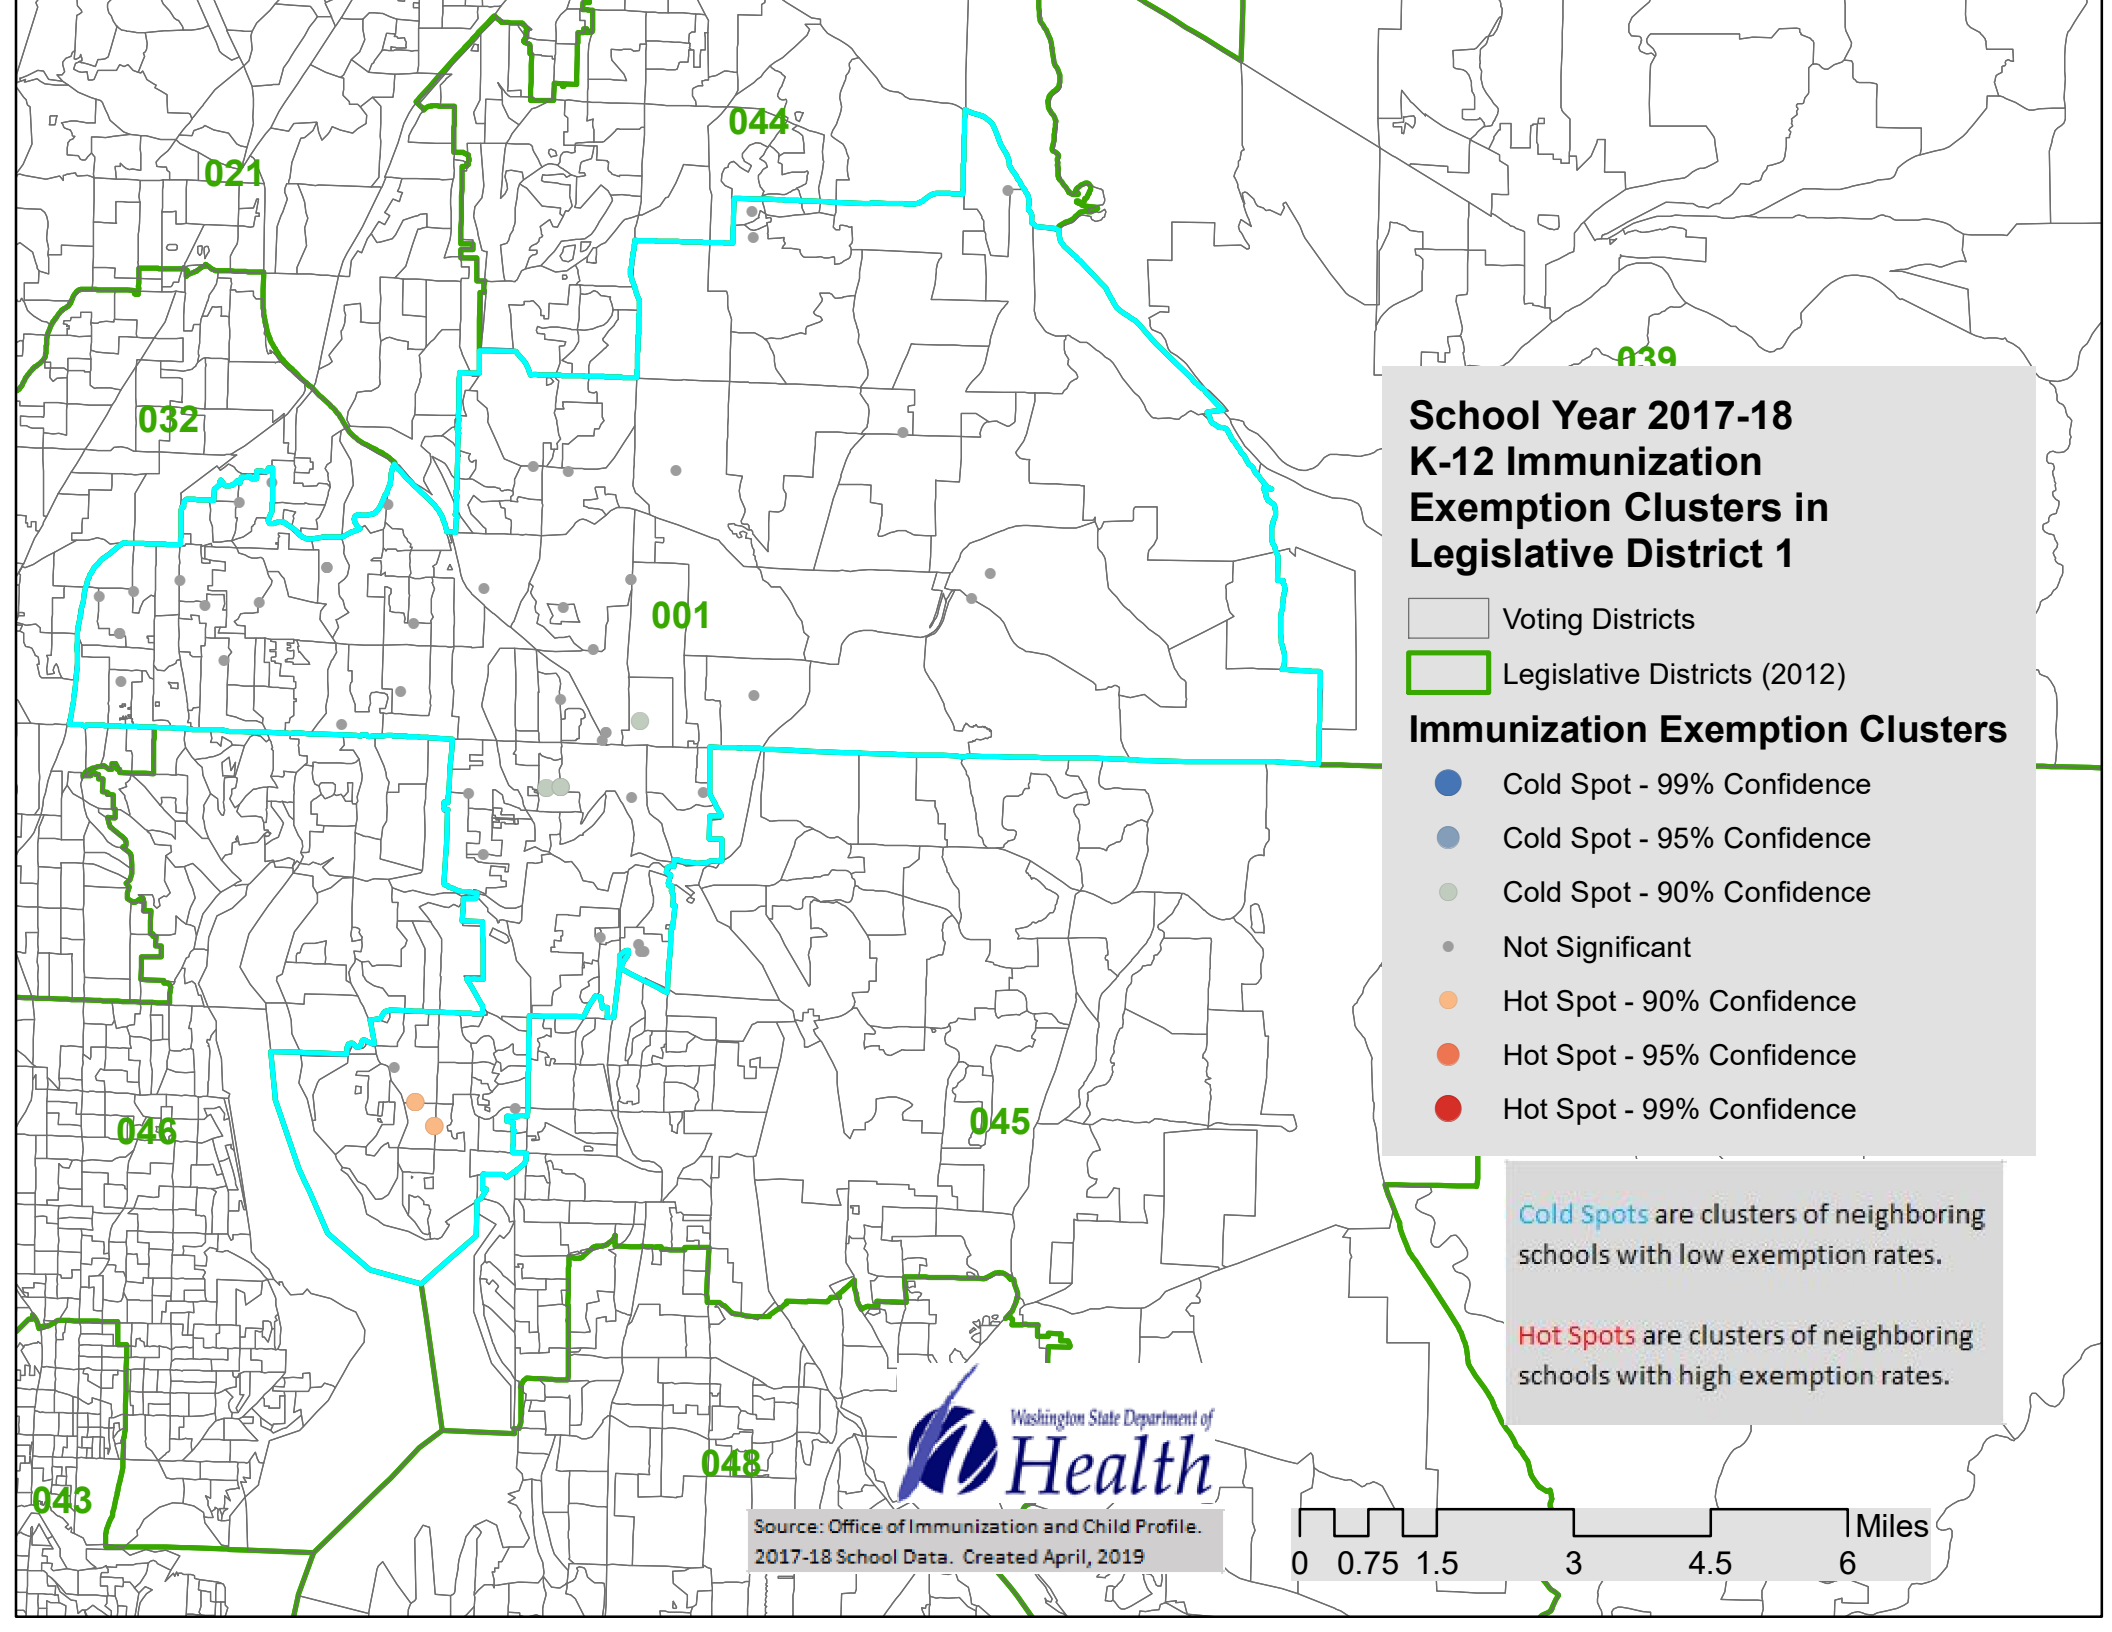 044
021
039
032
001
046
045
048
043
School Year 2017-18
K-12 Immunization
Exemption Clusters in
Legislative District 1
Voting Districts
Legislative Districts (2012)
Immunization Exemption Clusters
Cold Spot - 99% Confidence
Cold Spot - 95% Confidence
Cold Spot - 90% Confidence
Not Significant
Hot Spot - 90% Confidence
Hot Spot - 95% Confidence
Hot Spot - 99% Confidence
Cold Spots are clusters of neighboring
schools with low exemption rates.
Hot Spots are clusters of neighboring
schools with high exemption rates.
Washington State Department of
Health
Source: Office of Immunization and Child Profile.
2017-18 School Data. Created April, 2019
Miles
0 0.75 1.5 3 4.5 6